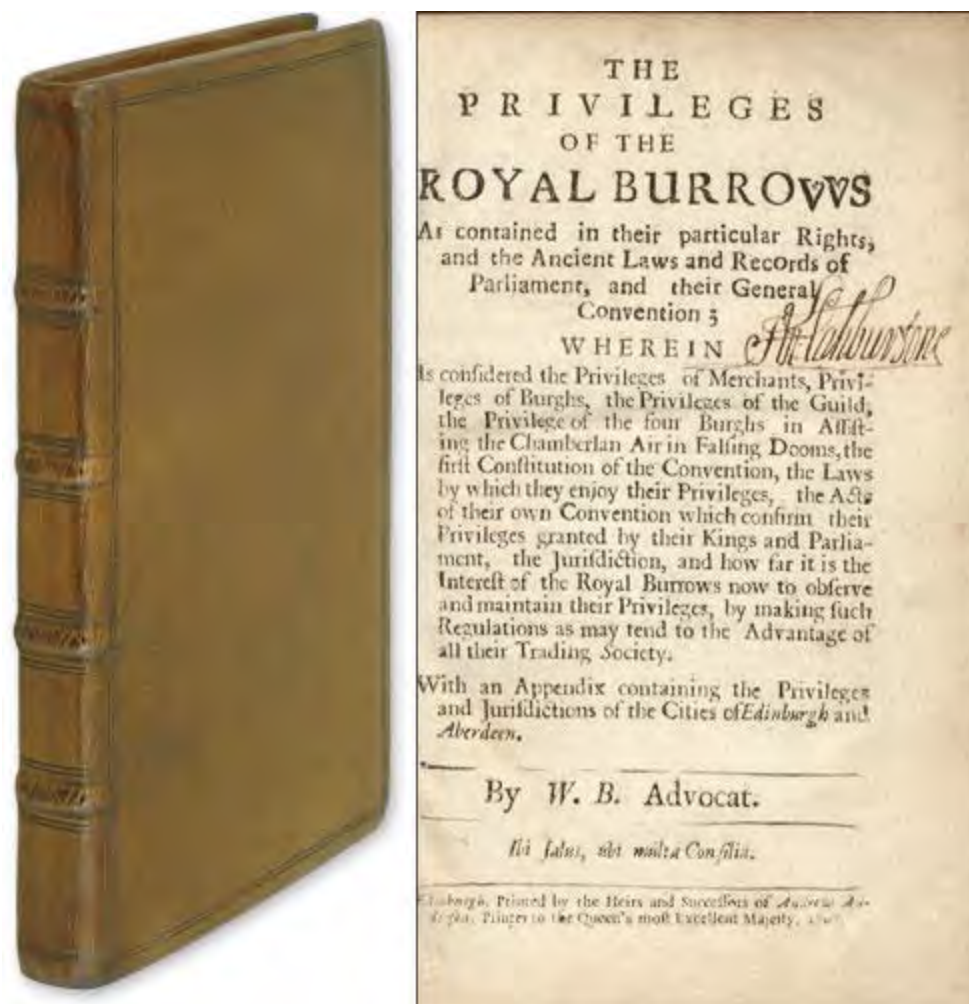 THE
PRIVILEGES
OF THE
ROYAL BURROVVS
As contained in their particular Rights,
and the Ancient Laws and Records of
Parliament, and their General
Convention;
WHEREIN
Is conſidered the Privileges of Merchants, Privi-
leges of Burghs, the Privileges of the Guild,
the Privilege of the four Burghs in Aſſiſt-
ing the Chamberlan Air in Falſing Dooms, the
firſt Conſtitution of the Convention, the Laws
by which they enjoy their Privileges, the Acts
of their own Convention which confirm their
Privileges granted by their Kings and Parlia-
ment, the Juriſdiction, and how far it is the
Intereſt of the Royal Burrows now to obſerve
and maintain their Privileges, by making ſuch
Regulations as may tend to the Advantage of
all their Trading Society.
With an Appendix containing the Privileges
and Juriſdictions of the Cities of Edinburgh and
Aberdeen.
By W. B. Advocat.
Ibi ſalus, ubi multa Conſilia.
Edinburgh, Printed by the Heirs and Succeſſors of Andrew An-
derſon, Printer to the Queen's moſt Excellent Majeſty,